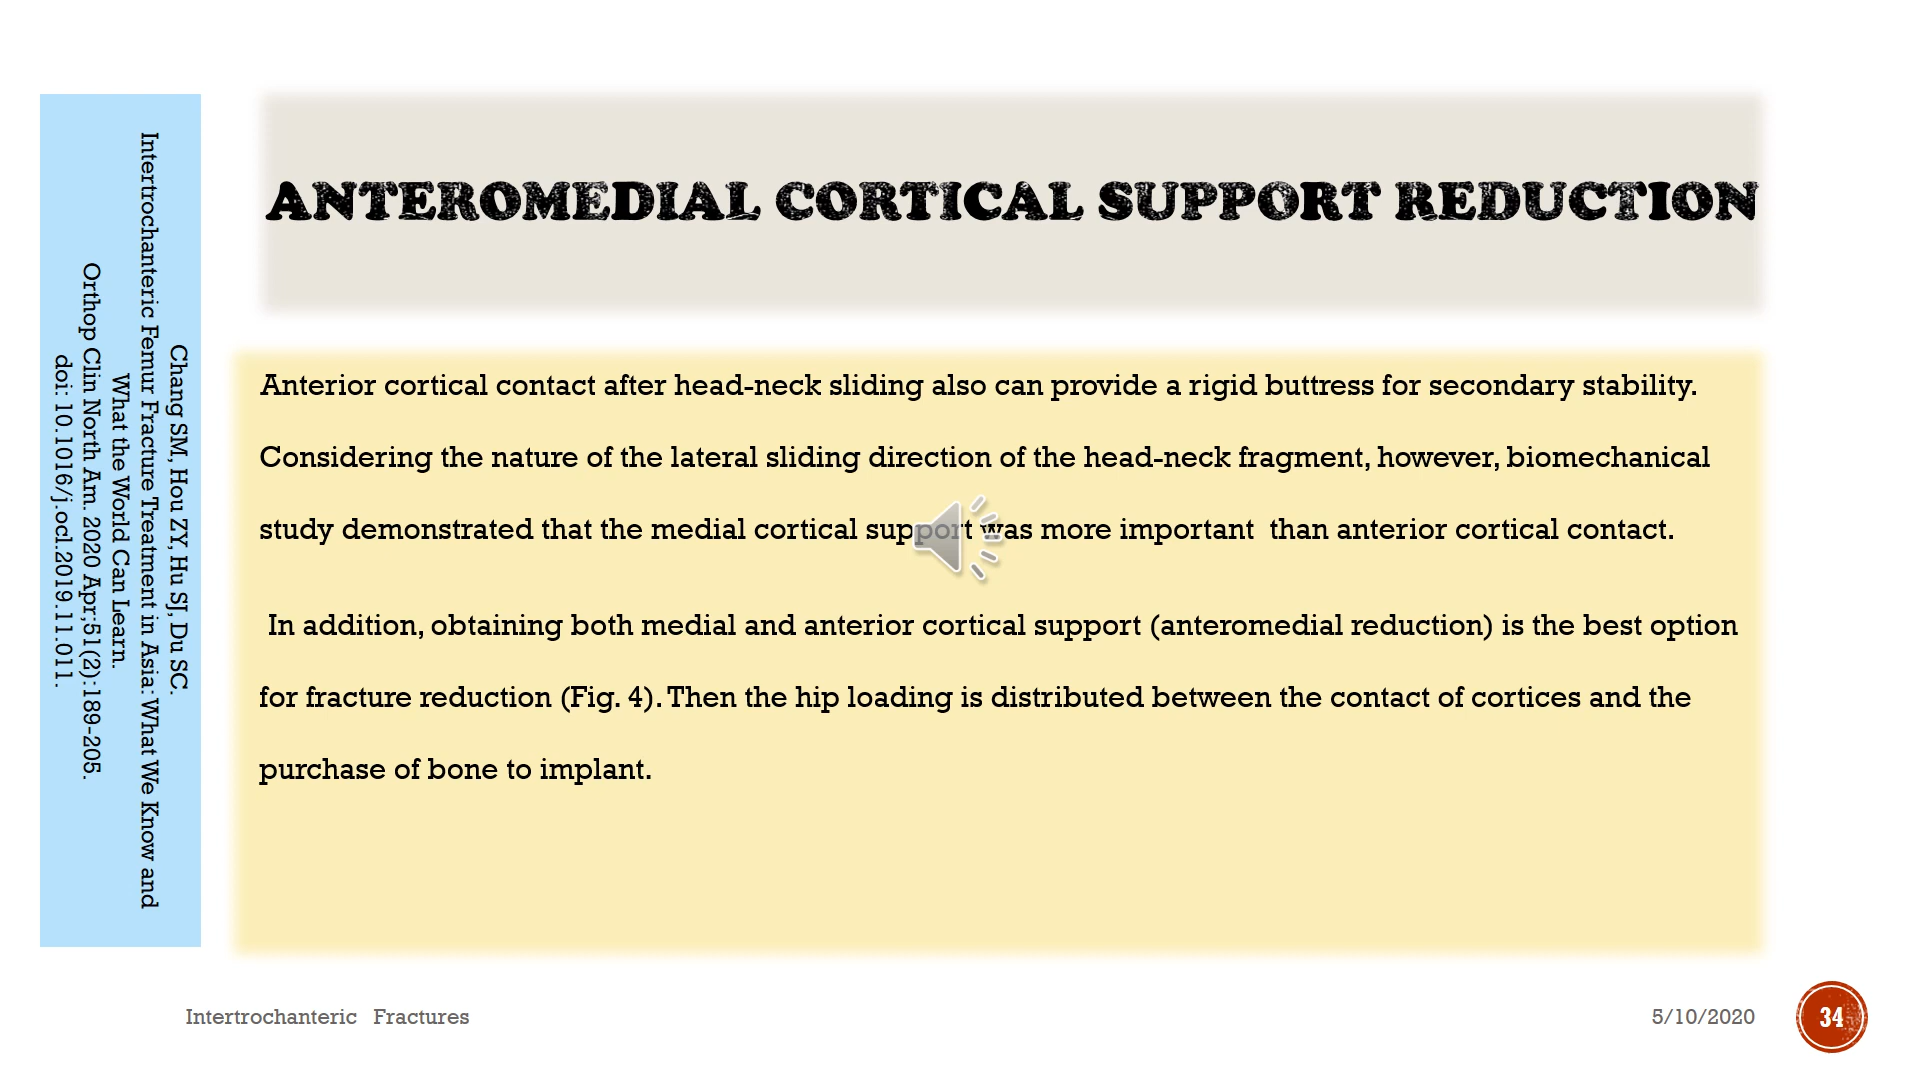 ANTEROMEDIAL CORTICAL SUPPORT REDUCTION
Chang SM, Hou ZY, Hu SJ, Du SC.
Intertrochanteric Femur Fracture Treatment in Asia: What We Know and
What the World Can Learn.
Orthop Clin North Am. 2020 Apr;51(2):189-205.
doi: 10.1016/j.ocl.2019.11.011.
Anterior cortical contact after head-neck sliding also can provide a rigid buttress for secondary stability.
Considering the nature of the lateral sliding direction of the head-neck fragment, however, biomechanical
study demonstrated that the medial cortical support was more important than anterior cortical contact.
In addition, obtaining both medial and anterior cortical support (anteromedial reduction) is the best option
for fracture reduction (Fig. 4). Then the hip loading is distributed between the contact of cortices and the
purchase of bone to implant.
Intertrochanteric Fractures
5/10/2020
34